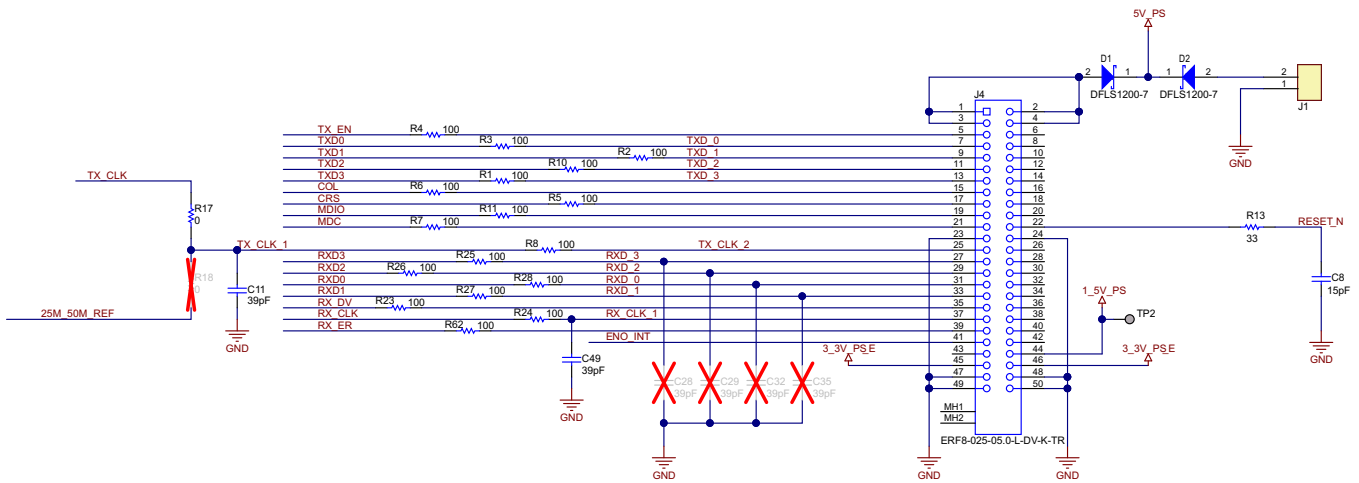 5V_PS
D1
D2
2 1 1 2
DFLS1200-7 DFLS1200-7
2
1
J1
GND
J4
1 2
3 4
TX_EN R4 100 5 6
TXD0 R3 100 TXD_0 7 8
TXD1 R2 100 TXD_1 9 10
TXD2 R10 100 TXD_2 11 12
TXD3 R1 100 TXD_3 13 14
COL R6 100 15 16
CRS R5 100 17 18
MDIO R11 100 19 20
MDC R7 100 21 22
R13
33
RESET_N
C8
15pF
GND
TX_CLK
R17
0
R18
0
25M_50M_REF
C11
39pF
GND
23 24
TX_CLK_1 R8 100 TX_CLK_2 25 26
RXD3 R25 100 RXD_3 27 28
RXD2 R26 100 RXD_2 29 30
RXD0 R28 100 RXD_0 31 32
RXD1 R27 100 RXD_1 33 34
RX_DV R23 100 35 36
RX_CLK R24 100 RX_CLK_1 37 38
RX_ER R62 100 39 40
ENO_INT 41 42
43 44
3_3V_PS_E 45 46 3_3V_PS_E
47 48
49 50
1_5V_PS
TP2
C49
39pF
GND
C28
39pF
C29
39pF
C32
39pF
C35
39pF
GND
MH1
MH2
ERF8-025-05.0-L-DV-K-TR
GND
GND